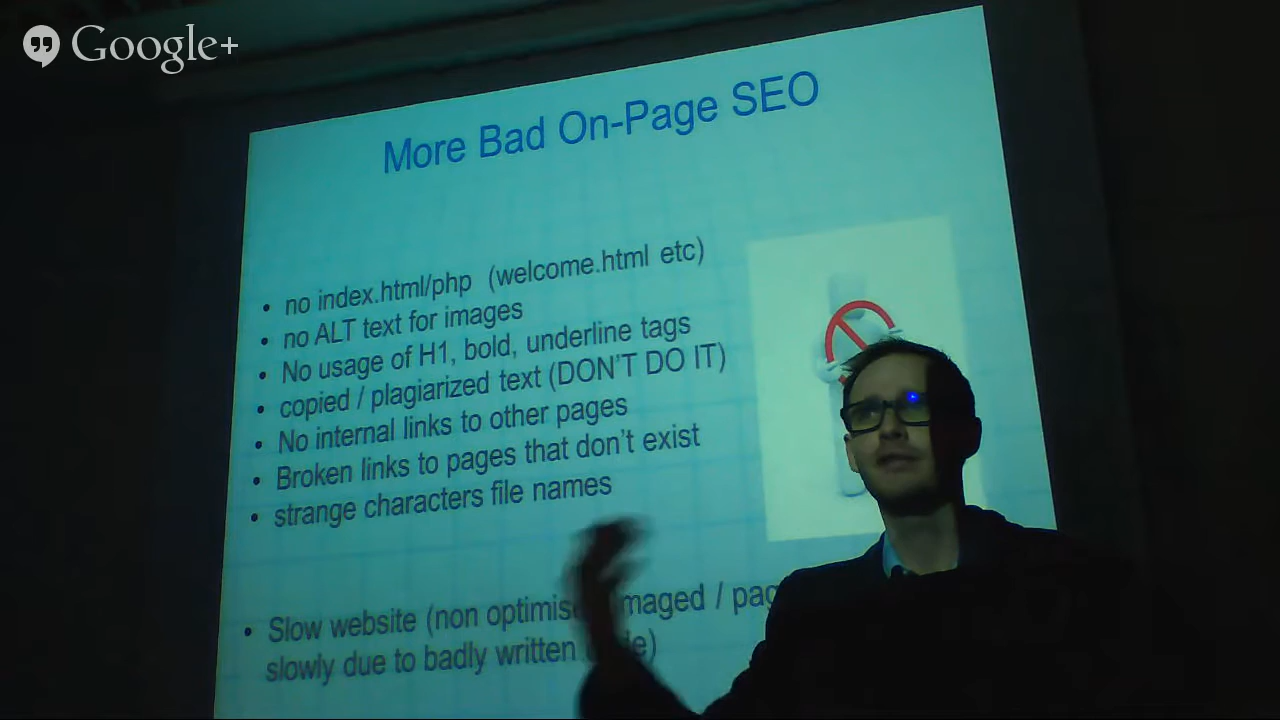 Google+
More Bad On-Page SEO
• no index.html/php (welcome.html etc)
• no ALT text for images
• No usage of H1, bold, underline tags
• copied / plagiarized text (DON'T DO IT)
• No internal links to other pages
• Broken links to pages that don't exist
• strange characters file names
• Slow website (non optimised imaged /
slowly due to badly written